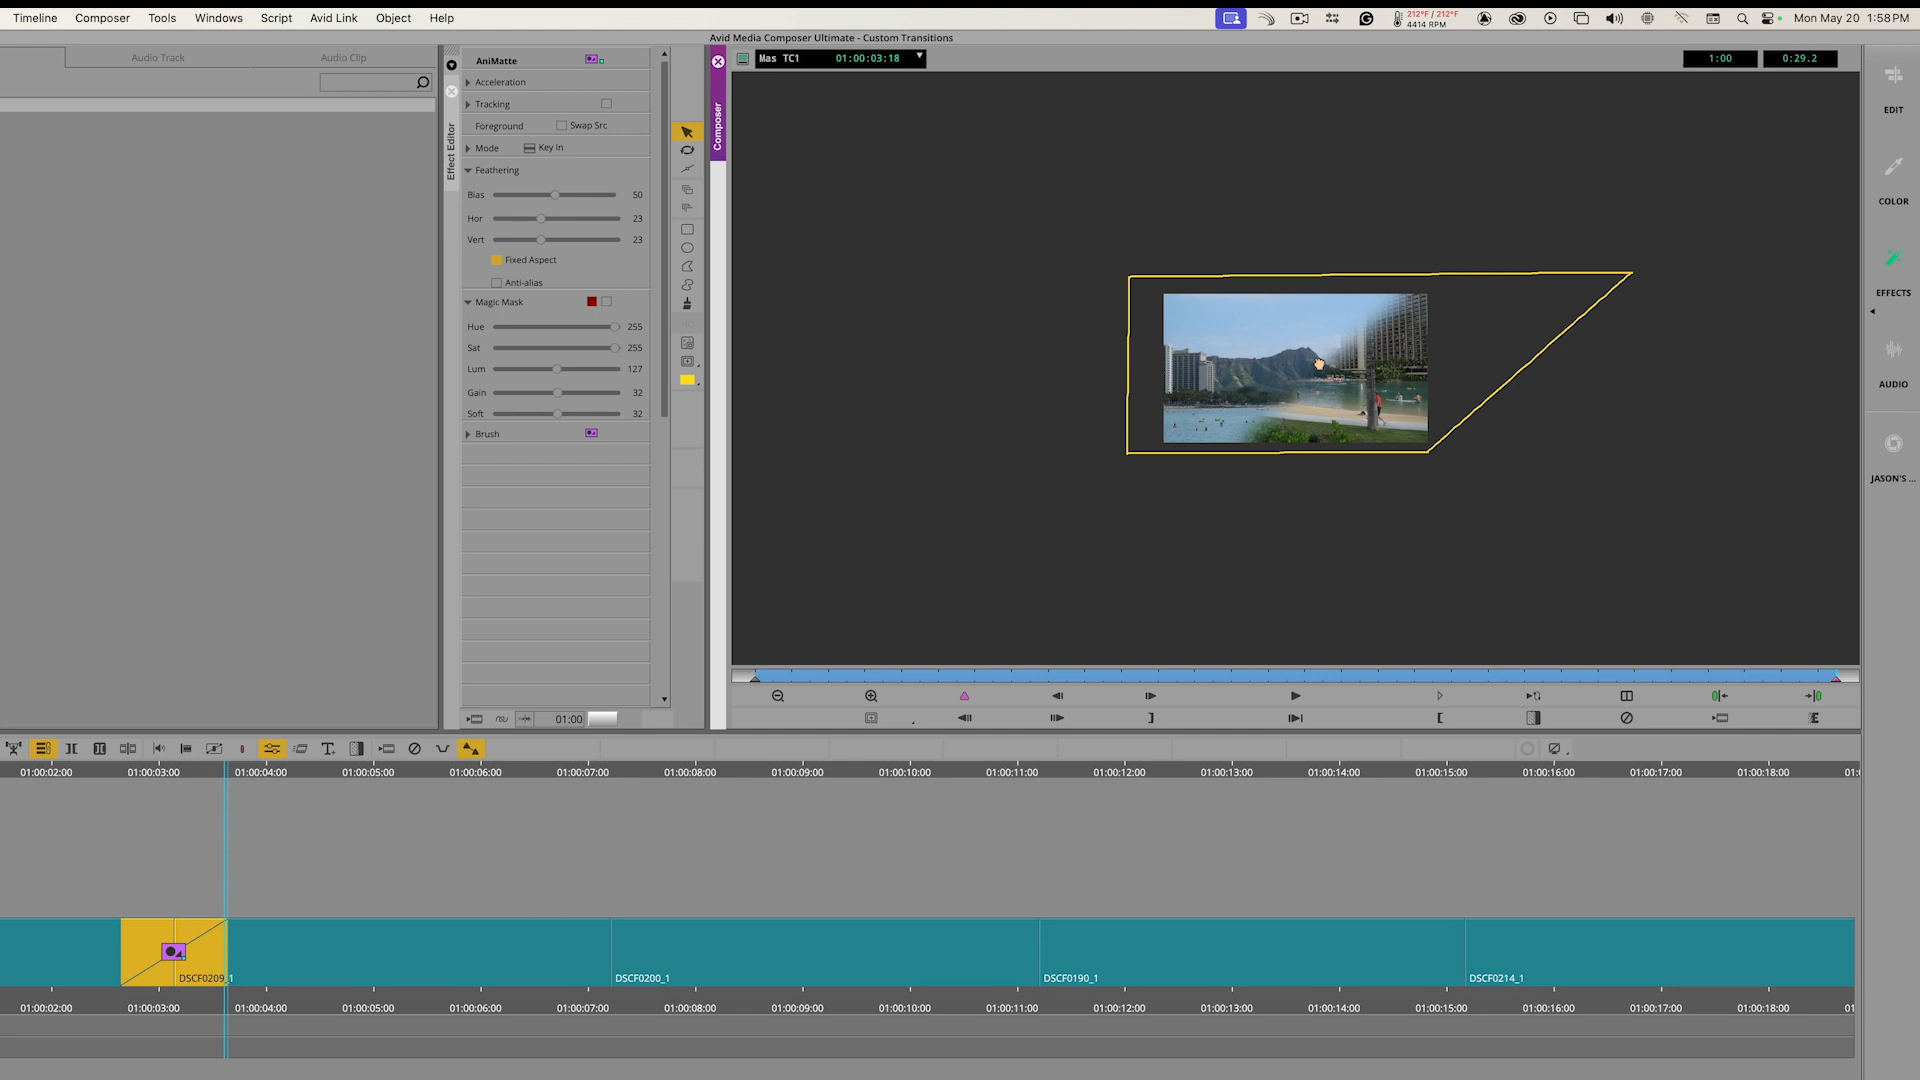 Timeline Composer Tools Windows Script Avid Link Object Help
212°F / 212°F
4414 RPM
Mon May 20 1:58PM
Avid Media Composer Ultimate - Custom Transitions
Audio Track Audio Clip
Effect Editor
AniMatte
Acceleration
Tracking
Foreground Swap Src
Mode Key In
Feathering
Bias 50
Hor 23
Vert 23
Fixed Aspect
Anti-alias
Magic Mask
Hue 255
Sat 255
Lum 127
Gain 32
Soft 32
Brush
01:00
Composer
Mas TC1 01:00:03:18
1:00 0:29.2
EDIT
COLOR
EFFECTS
AUDIO
JASON'S ...
01:00:02:00 01:00:03:00 01:00:04:00 01:00:05:00 01:00:06:00 01:00:07:00 01:00:08:00 01:00:09:00 01:00:10:00 01:00:11:00 01:00:12:00 01:00:13:00 01:00:14:00 01:00:15:00 01:00:16:00 01:00:17:00 01:00:18:00 01:
DSCF0209_1 DSCF0200_1 DSCF0190_1 DSCF0214_1
01:00:02:00 01:00:03:00 01:00:04:00 01:00:05:00 01:00:06:00 01:00:07:00 01:00:08:00 01:00:09:00 01:00:10:00 01:00:11:00 01:00:12:00 01:00:13:00 01:00:14:00 01:00:15:00 01:00:16:00 01:00:17:00 01:00:18:00 01